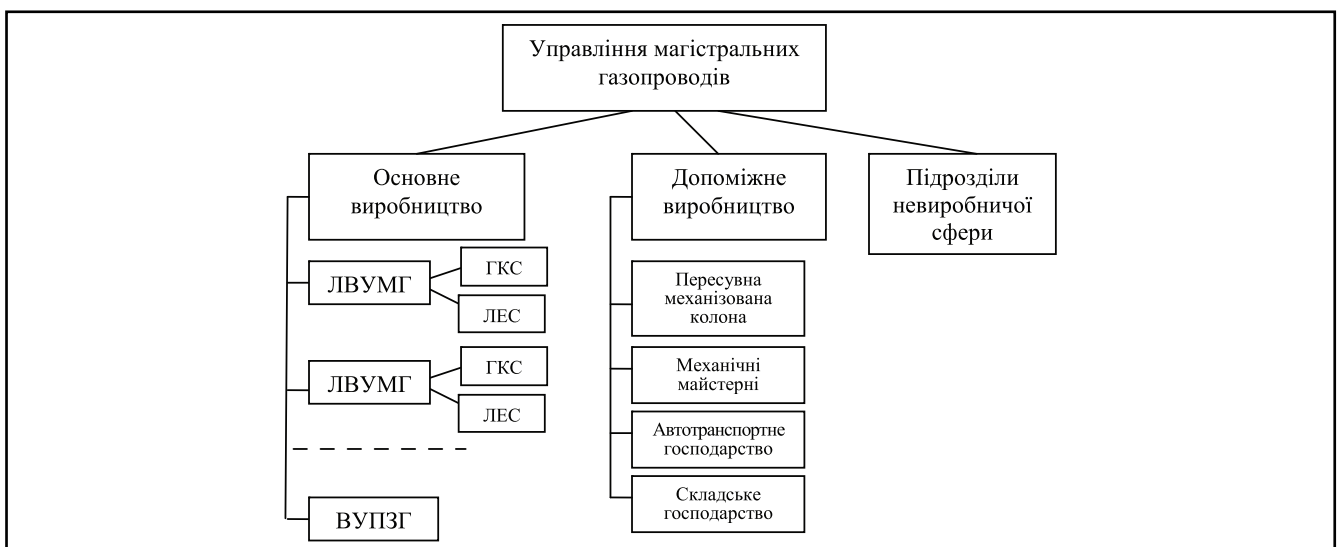 Управління магістральних
газопроводів
Основне
виробництво
Допоміжне
виробництво
Підрозділи
невиробничої
сфери
ЛВУМГ
ГКС
ЛЕС
ЛВУМГ
ГКС
ЛЕС
ВУПЗГ
Пересувна
механізована
колона
Механічні
майстерні
Автотранспортне
господарство
Складське
господарство